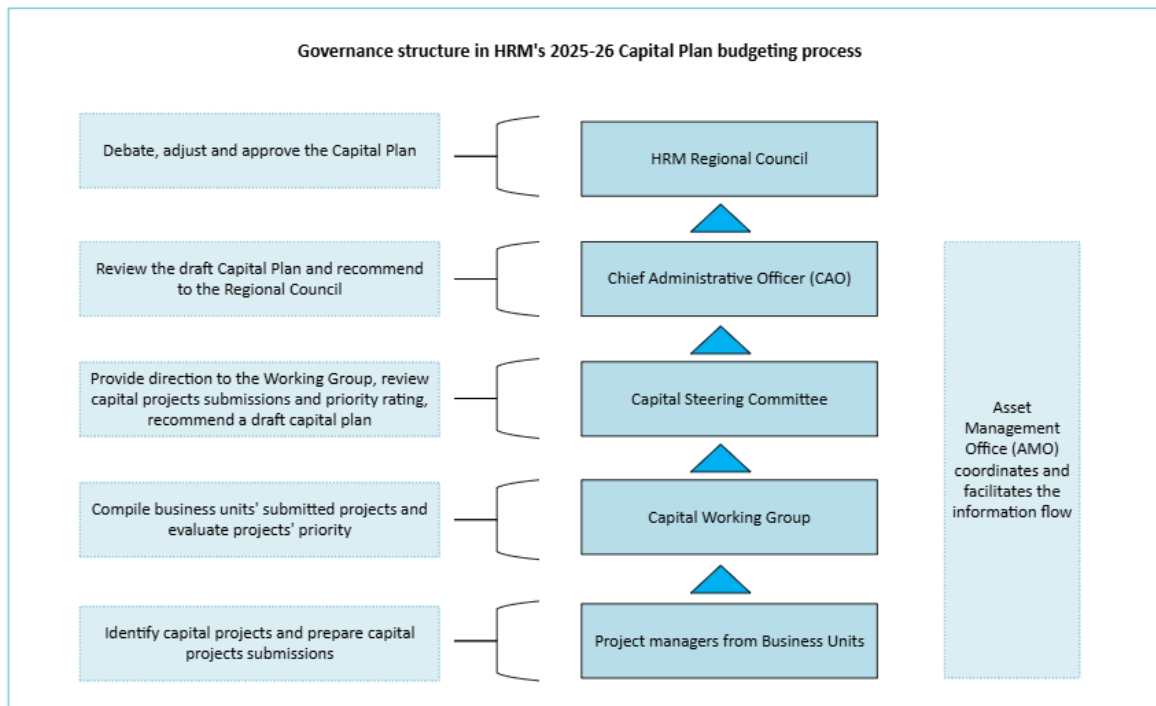 Governance structure in HRM's 2025-26 Capital Plan budgeting process
Debate, adjust and approve the Capital Plan
HRM Regional Council
Review the draft Capital Plan and recommend
to the Regional Council
Chief Administrative Officer (CAO)
Provide direction to the Working Group, review
capital projects submissions and priority rating,
recommend a draft capital plan
Capital Steering Committee
Compile business units' submitted projects and
evaluate projects' priority
Capital Working Group
Identify capital projects and prepare capital
projects submissions
Project managers from Business Units
Asset
Management
Office (AMO)
coordinates and
facilitates the
information flow